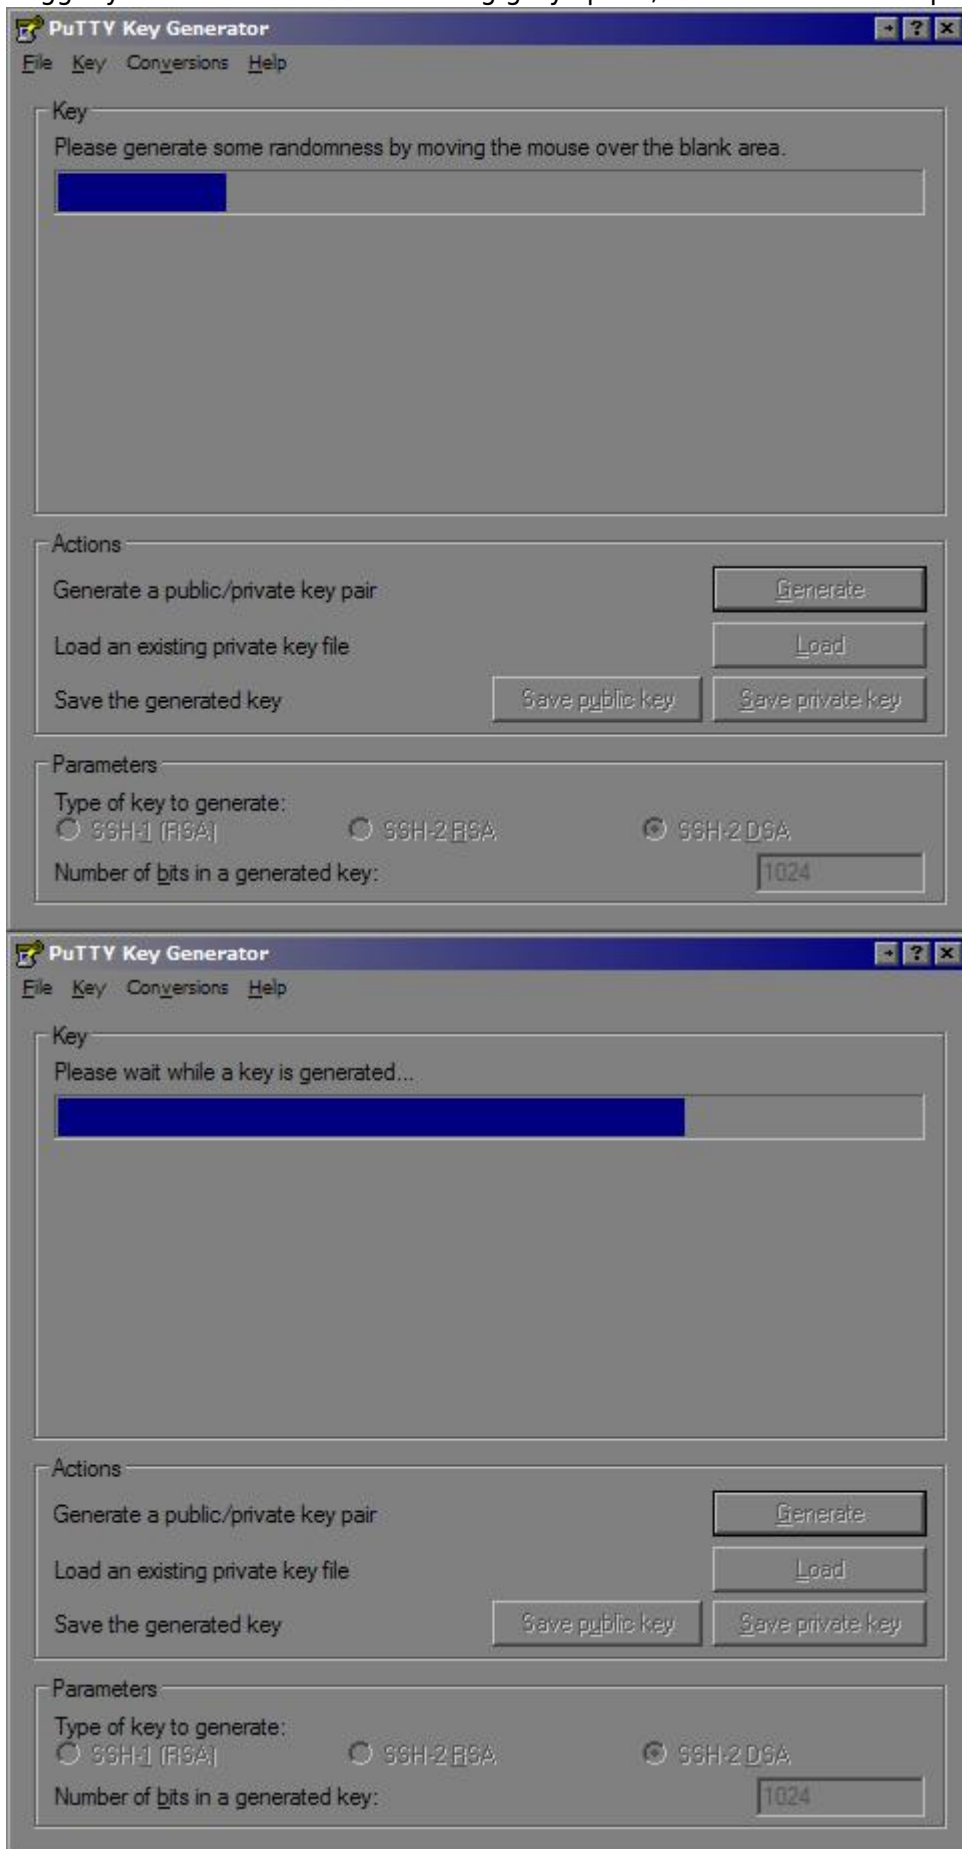 PuTTY Key Generator
File Key Conversions Help
Key
Please generate some randomness by moving the mouse over the blank area.
Actions
Generate a public/private key pair Generate
Load an existing private key file Load
Save the generated key Save public key Save private key
Parameters
Type of key to generate:
SSH-1 (RSA) SSH-2 RSA SSH-2 DSA
Number of bits in a generated key: 1024
PuTTY Key Generator
File Key Conversions Help
Key
Please wait while a key is generated...
Actions
Generate a public/private key pair Generate
Load an existing private key file Load
Save the generated key Save public key Save private key
Parameters
Type of key to generate:
SSH-1 (RSA) SSH-2 RSA SSH-2 DSA
Number of bits in a generated key: 1024